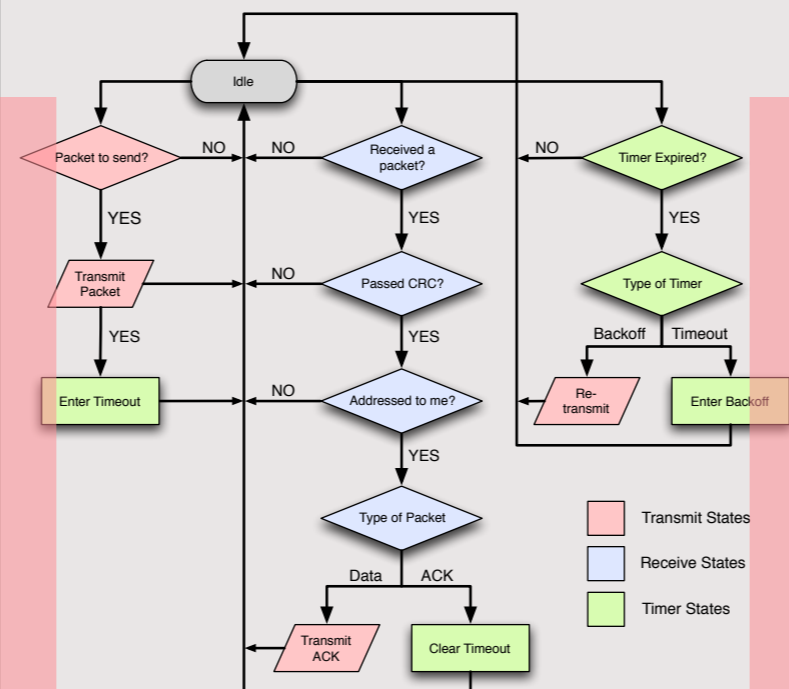 Idle
Packet to send?
NO
NO
Received a
packet?
NO
Timer Expired?
YES
YES
YES
Transmit
Packet
NO
Passed CRC?
Type of Timer
YES
YES
Backoff
Timeout
Enter Timeout
NO
Addressed to me?
Re-
transmit
Enter Backoff
YES
Type of Packet
Transmit States
Receive States
Data
ACK
Timer States
Transmit
ACK
Clear Timeout